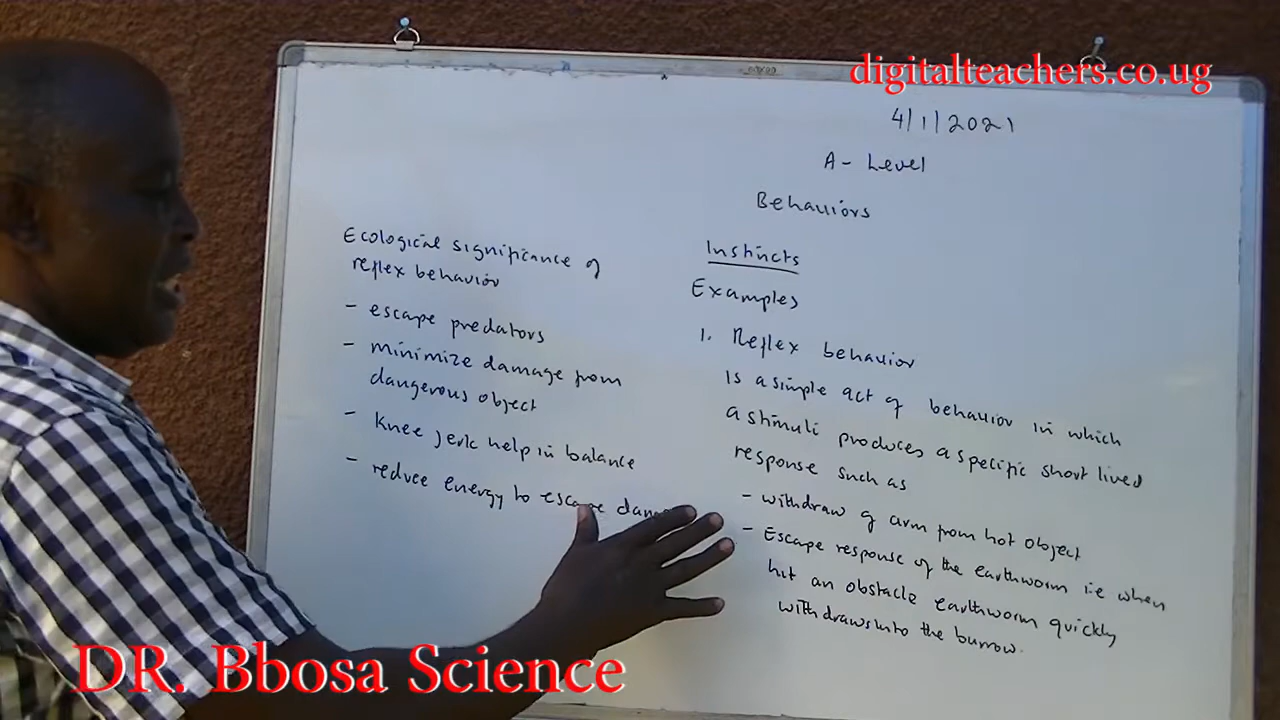 digitalteachers.co.ug
4/1/2021
A- Level
Behaviors
Ecological significance of
reflex behavior
- escape predators
- minimize damage from
dangerous object
- knee jerk help in balance
- reduce energy to escape
Instincts
Examples
1. Reflex behavior
Is a simple act of behavior in which
a stimuli produces a specific short lived
response such as
- withdraw of arm from hot object
- Escape response of the earthworm i.e when
hit an obstacle earthworm quickly
withdraws into the burrow.
DR. Bbosa Science